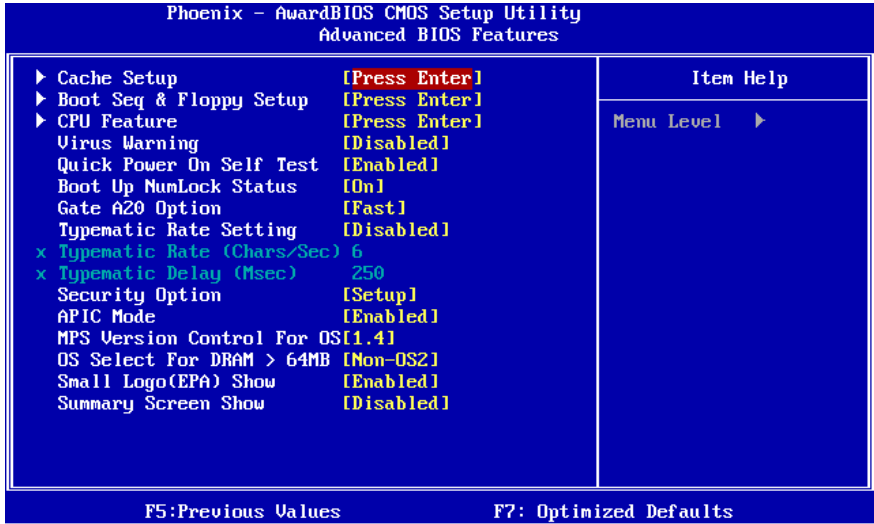 Phoenix - AwardBIOS CMOS Setup Utility
Advanced BIOS Features
Cache Setup [Press Enter]
Boot Seq & Floppy Setup [Press Enter]
CPU Feature [Press Enter]
Virus Warning [Disabled]
Quick Power On Self Test [Enabled]
Boot Up NumLock Status [On]
Gate A20 Option [Fast]
Typematic Rate Setting [Disabled]
x Typematic Rate (Chars/Sec) 6
x Typematic Delay (Msec) 250
Security Option [Setup]
APIC Mode [Enabled]
MPS Version Control For OS[1.4]
OS Select For DRAM > 64MB [Non-OS2]
Small Logo(EPA) Show [Enabled]
Summary Screen Show [Disabled]
Item Help
Menu Level
F5:Previous Values F7: Optimized Defaults